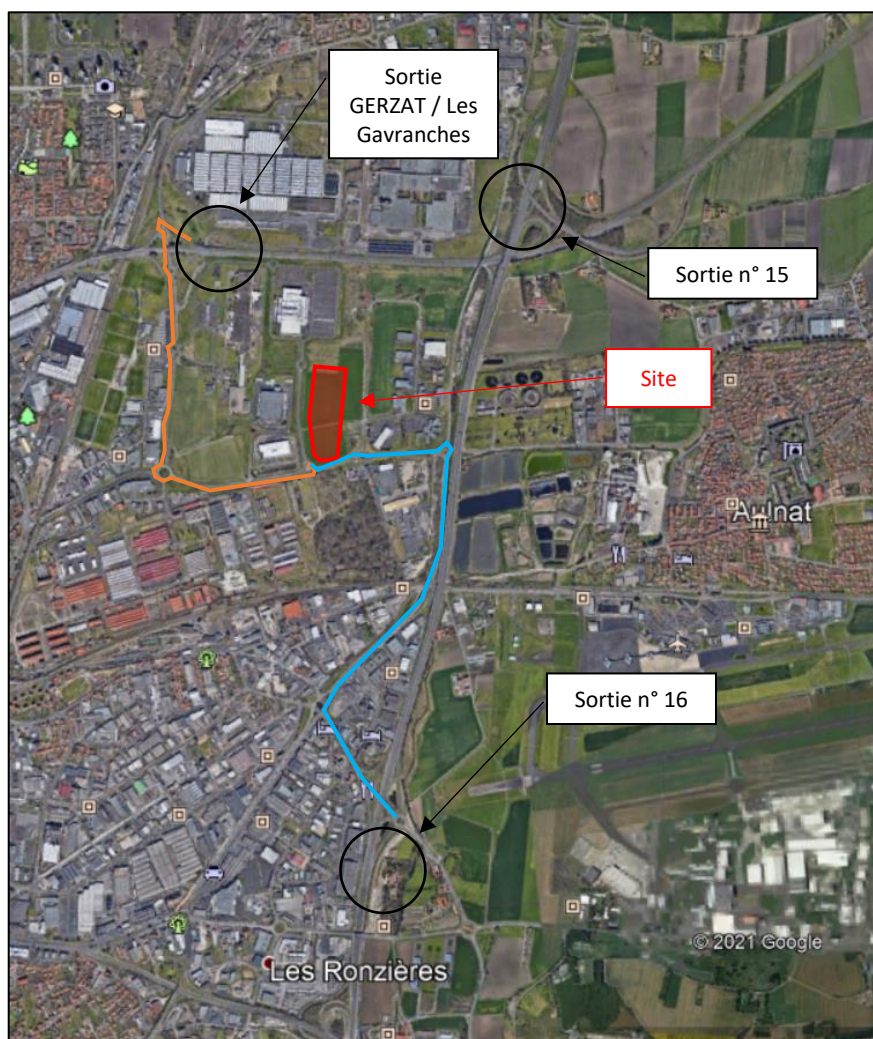 Sortie
GERZAT / Les
Gavranches
Sortie n° 15
Site
Aulnat
Sortie n° 16
© 2021 Google
Les Ronzières